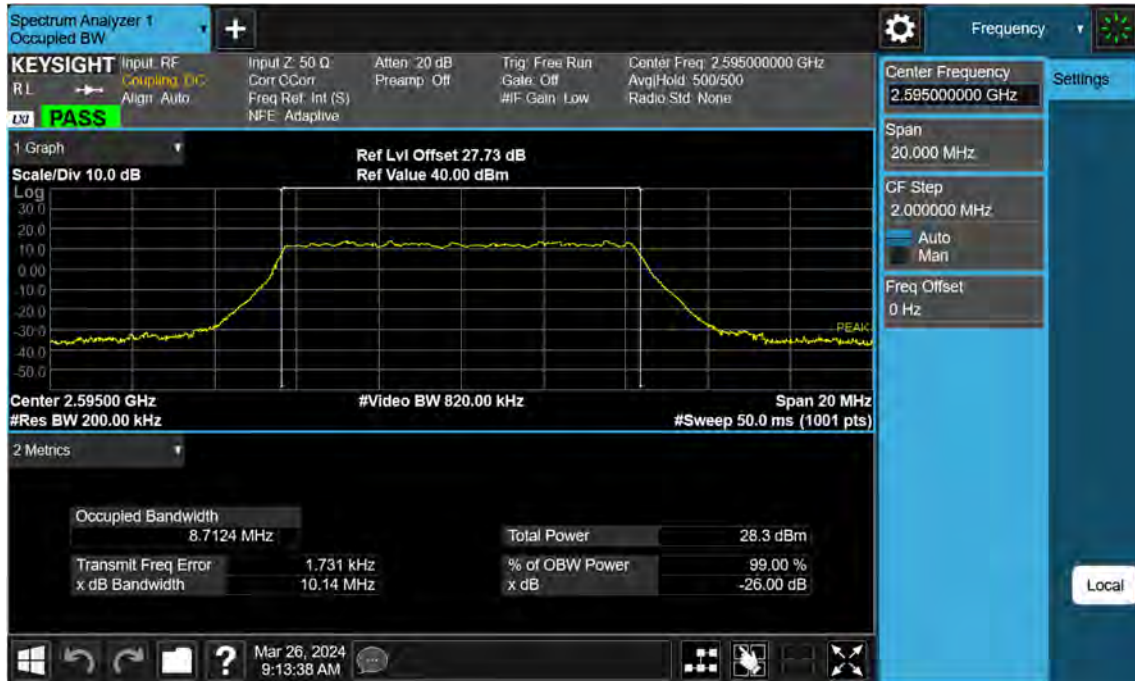 Spectrum Analyzer 1
Occupied BW
+
Frequency
KEYSIGHT
R L
LXI
PASS
Input: RF
Coupling: DC
Align: Auto
Input Z: 50 Ω
Corr CCorr
Freq Ref: Int (S)
NFE: Adaptive
Atten: 20 dB
Preamp: Off
Trig: Free Run
Gate: Off
#IF Gain: Low
Center Freq: 2.595000000 GHz
Avg|Hold: 500/500
Radio Std: None
Center Frequency
2.595000000 GHz
Settings
Span
20.000 MHz
CF Step
2.000000 MHz
Auto
Man
Freq Offset
0 Hz
1 Graph
Scale/Div 10.0 dB
Ref Lvl Offset 27.73 dB
Ref Value 40.00 dBm
Log
30.0
20.0
10.0
0.00
-10.0
-20.0
-30.0
-40.0
-50.0
PEAK
Center 2.59500 GHz
#Video BW 820.00 kHz
Span 20 MHz
#Res BW 200.00 kHz
#Sweep 50.0 ms (1001 pts)
2 Metrics
Occupied Bandwidth
8.7124 MHz
Total Power 28.3 dBm
Transmit Freq Error 1.731 kHz
% of OBW Power 99.00 %
x dB Bandwidth 10.14 MHz
x dB -26.00 dB
Local
?
Mar 26, 2024
9:13:38 AM